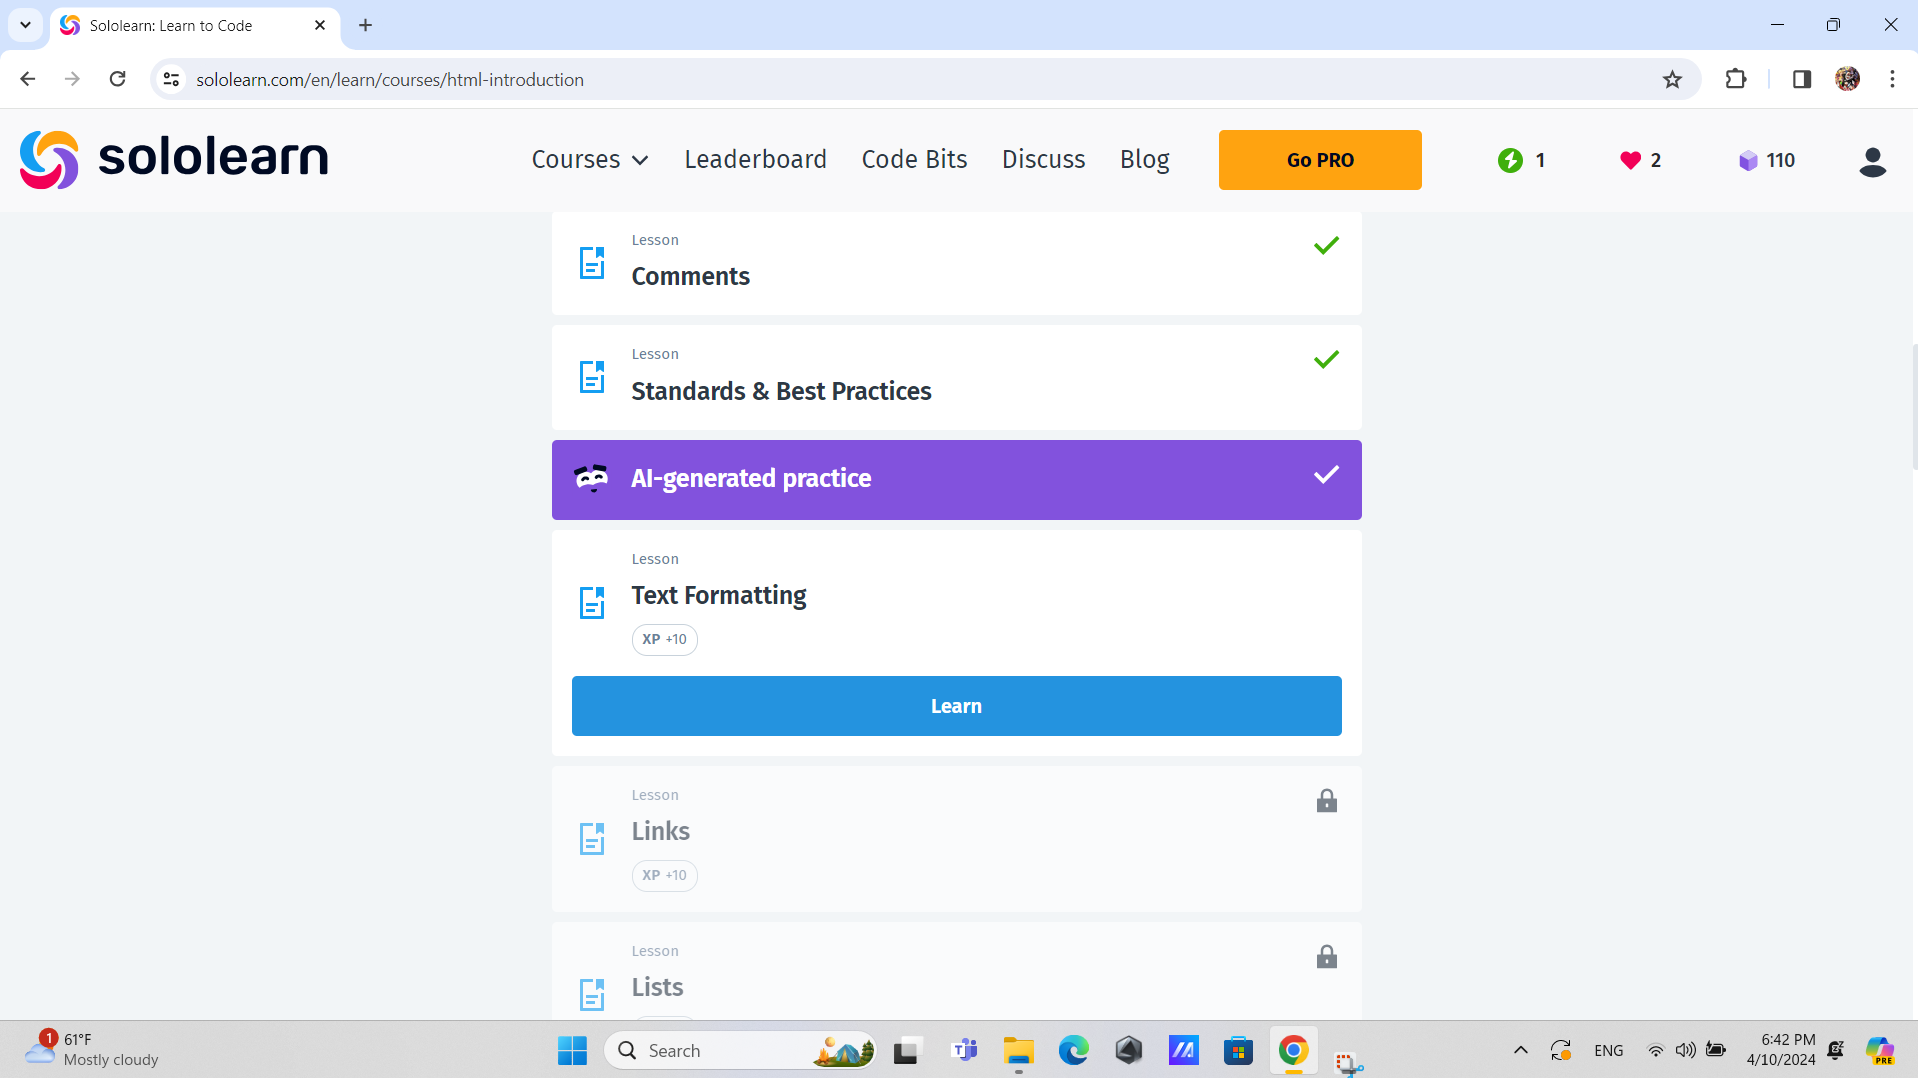 Sololearn: Learn to Code
sololearn.com/en/learn/courses/html-introduction
sololearn
Courses
Leaderboard
Code Bits
Discuss
Blog
Go PRO
1
2
110
Lesson
Comments
Lesson
Standards & Best Practices
AI-generated practice
Lesson
Text Formatting
XP +10
Learn
Lesson
Links
XP +10
Lesson
Lists
1
61°F
Mostly cloudy
Search
ENG
6:42 PM
4/10/2024
PRE